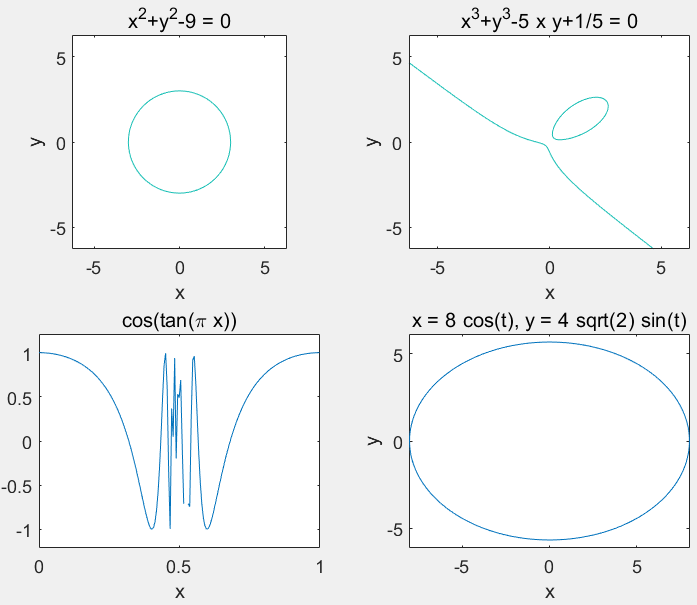 x²+y²-9 = 0
5
0
-5
y
-5
0
5
x
x³+y³-5 x y+1/5 = 0
5
0
-5
y
-5
0
5
x
cos(tan(π x))
1
0.5
0
-0.5
-1
0
0.5
1
x
x = 8 cos(t), y = 4 sqrt(2) sin(t)
5
0
-5
y
-5
0
5
x